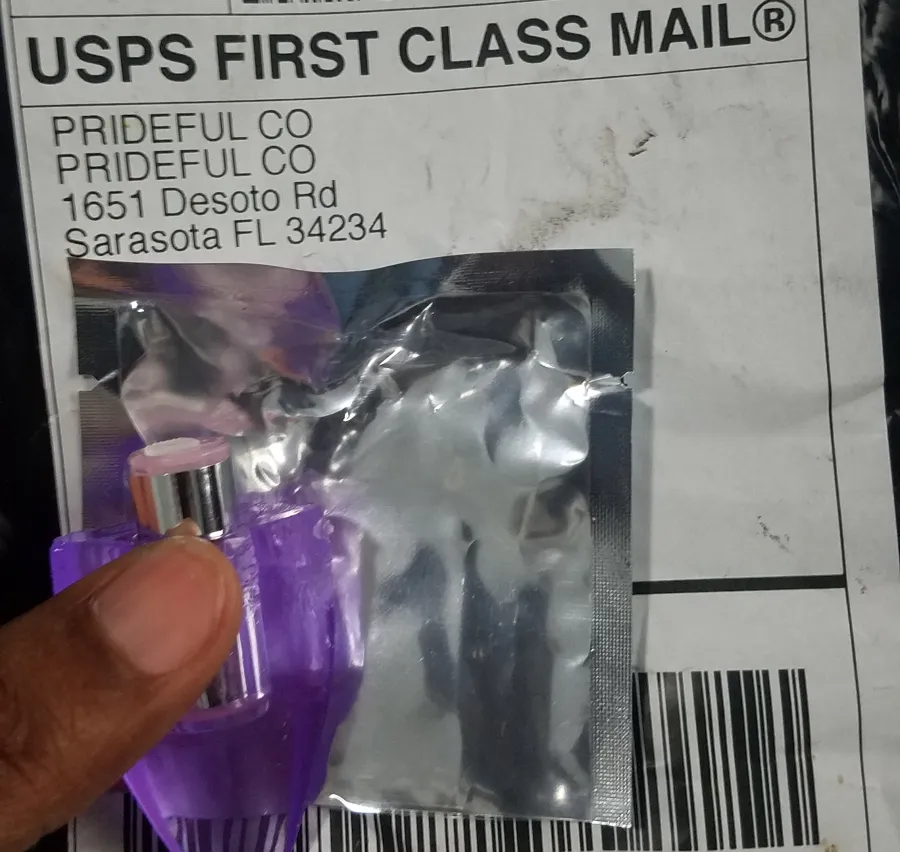 USPS FIRST CLASS MAIL®
PRIDEFUL CO
PRIDEFUL CO
1651 Desoto Rd
Sarasota FL 34234